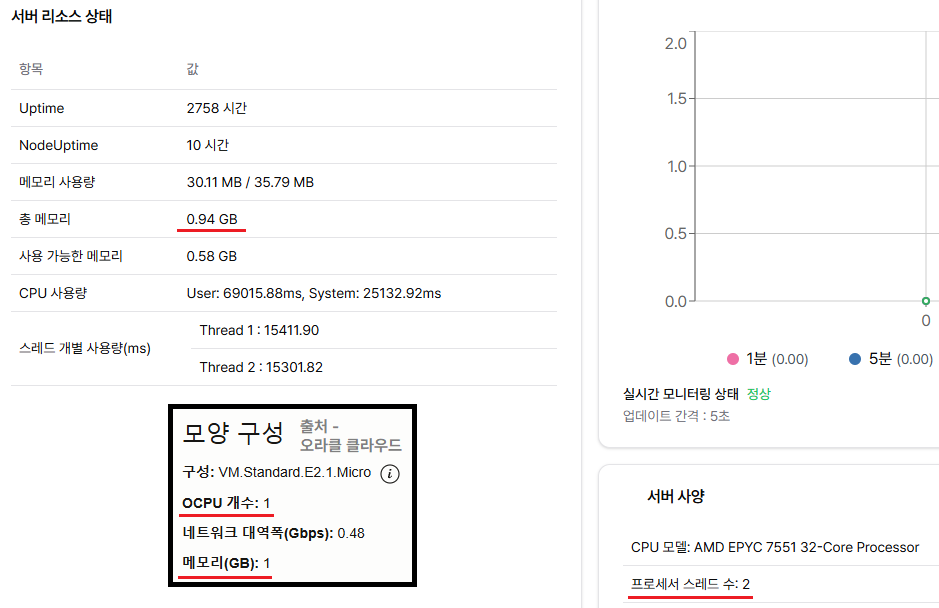 서버 리소스 상태
항목 값
Uptime 2758 시간
NodeUptime 10 시간
메모리 사용량 30.11 MB / 35.79 MB
총 메모리 0.94 GB
사용 가능한 메모리 0.58 GB
CPU 사용량 User: 69015.88ms, System: 25132.92ms
스레드 개별 사용량(ms)
Thread 1 : 15411.90
Thread 2 : 15301.82
모양 구성
출처 -
오라클 클라우드
구성: VM.Standard.E2.1.Micro
OCPU 개수: 1
네트워크 대역폭(Gbps): 0.48
메모리(GB): 1
2.0
1.5
1.0
0.5
0.0
0
1분 (0.00) 5분 (0.00)
실시간 모니터링 상태 정상
업데이트 간격 : 5초
서버 사양
CPU 모델: AMD EPYC 7551 32-Core Processor
프로세서 스레드 수: 2